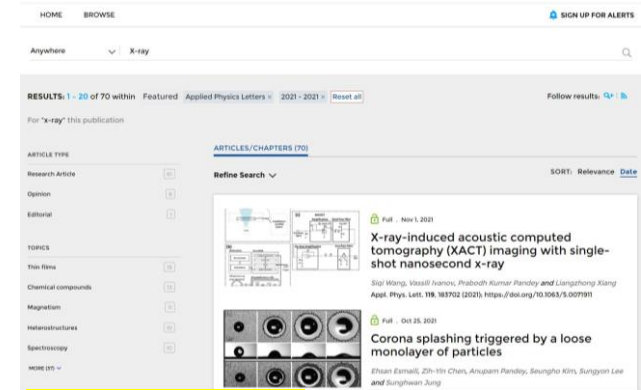 HOME BROWSE SIGN UP FOR ALERTS
Anywhere X-ray
RESULTS: 1 - 20 of 70 within Featured Applied Physics Letters × 2021 - 2021 × Reset all Follow results:
For "x-ray" this publication
ARTICLE TYPE
Research Article
Opinion
Editorial
TOPICS
Thin films
Chemical compounds
Magnetism
Heterostructures
Spectroscopy
ARTICLES/CHAPTERS (70)
Refine Search SORT: Relevance Date
Full . Nov 1, 2021
X-ray-induced acoustic computed
tomography (XACT) imaging with single-
shot nanosecond x-ray
Siqi Wang, Vassili Ivanov, Prabodh Kumar Pandey and Liangzhong Xiang
Appl. Phys. Lett. 119, 183702 (2021); https://doi.org/10.1063/5.0071911
Full . Oct 25, 2021
Corona splashing triggered by a loose
monolayer of particles
Ehsan Esmaili, Zih-Yin Chen, Anupam Pandey, Seungho Kim, Sungyon Lee
and Sunghwan Jung